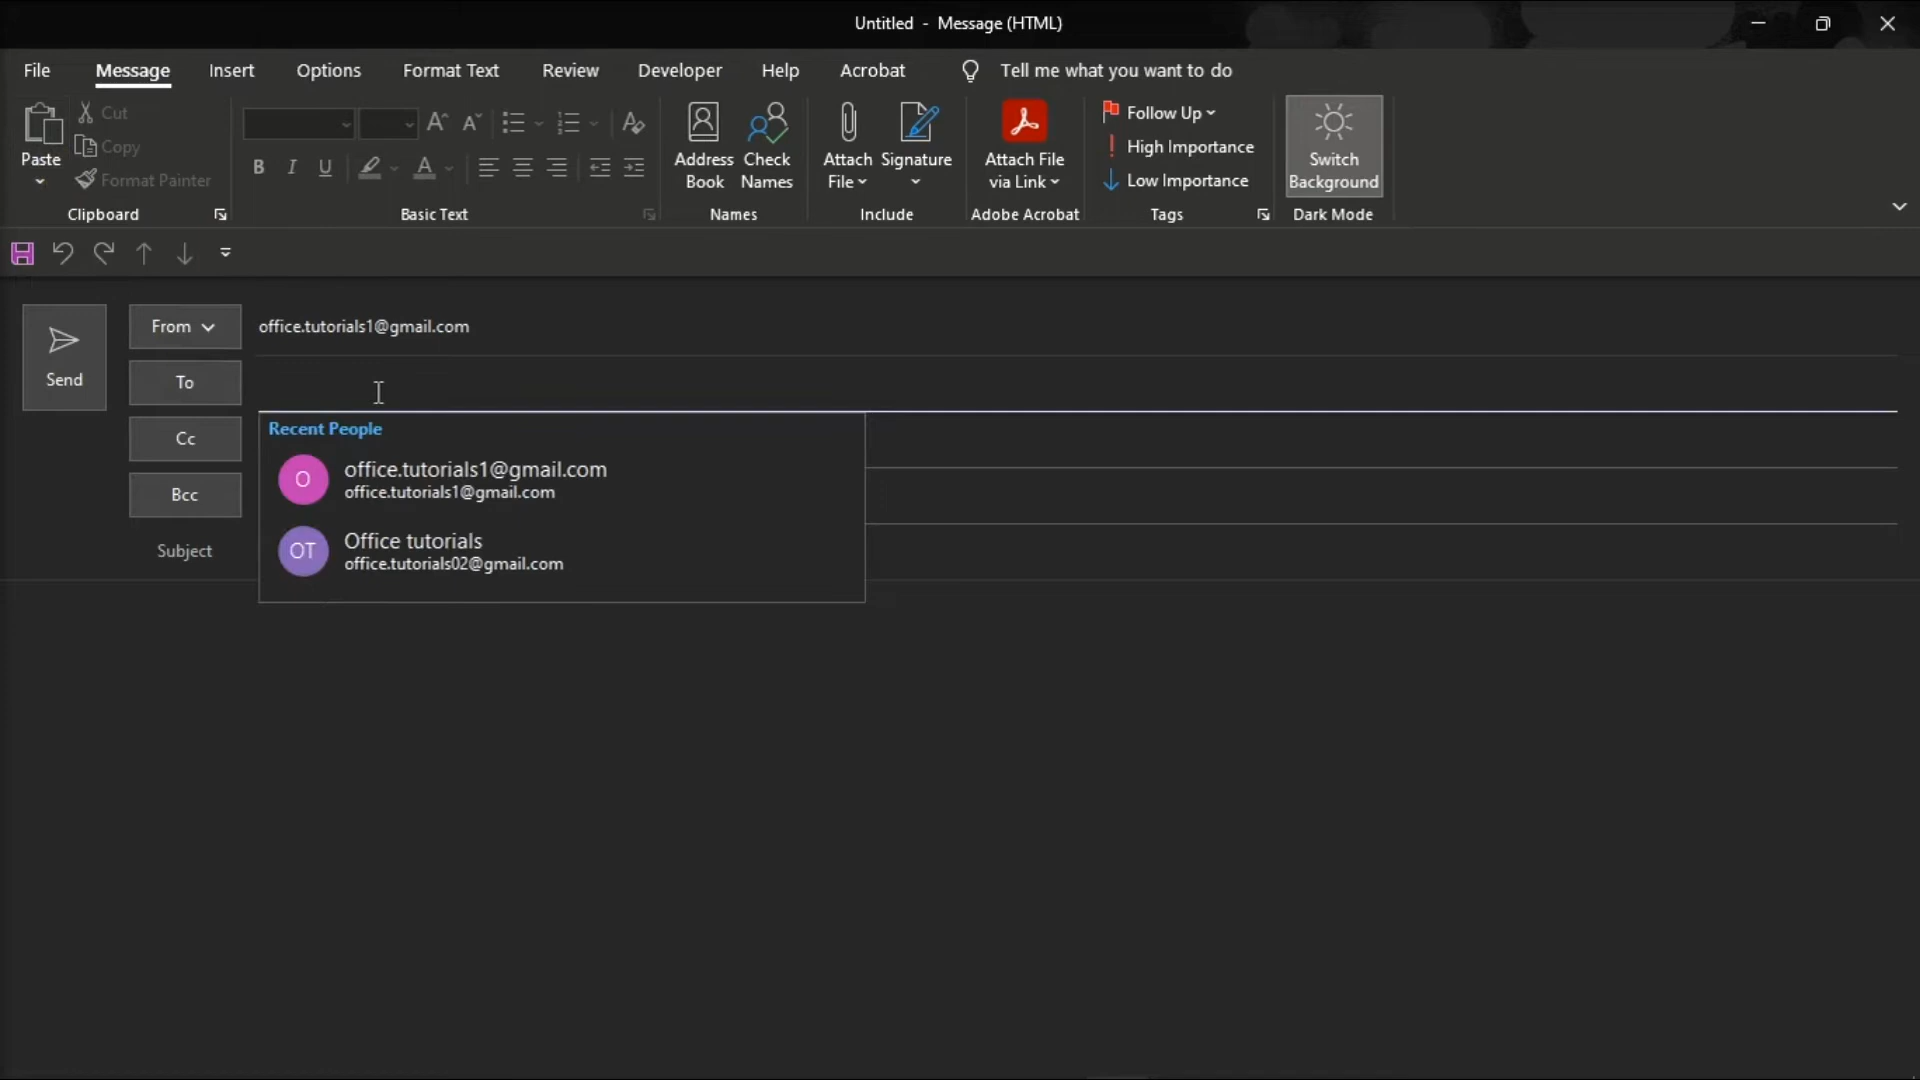 Untitled - Message (HTML)
File Message Insert Options Format Text Review Developer Help Acrobat Tell me what you want to do
Paste
Cut
Copy
Format Painter
Clipboard
B I U
A
Basic Text
Address Book
Check Names
Names
Attach File
Signature
Include
Attach File via Link
Adobe Acrobat
Follow Up
High Importance
Low Importance
Tags
Switch Background
Dark Mode
Send
From office.tutorials1@gmail.com
To
Cc
Bcc
Subject
Recent People
O
office.tutorials1@gmail.com
office.tutorials1@gmail.com
OT
Office tutorials
office.tutorials02@gmail.com